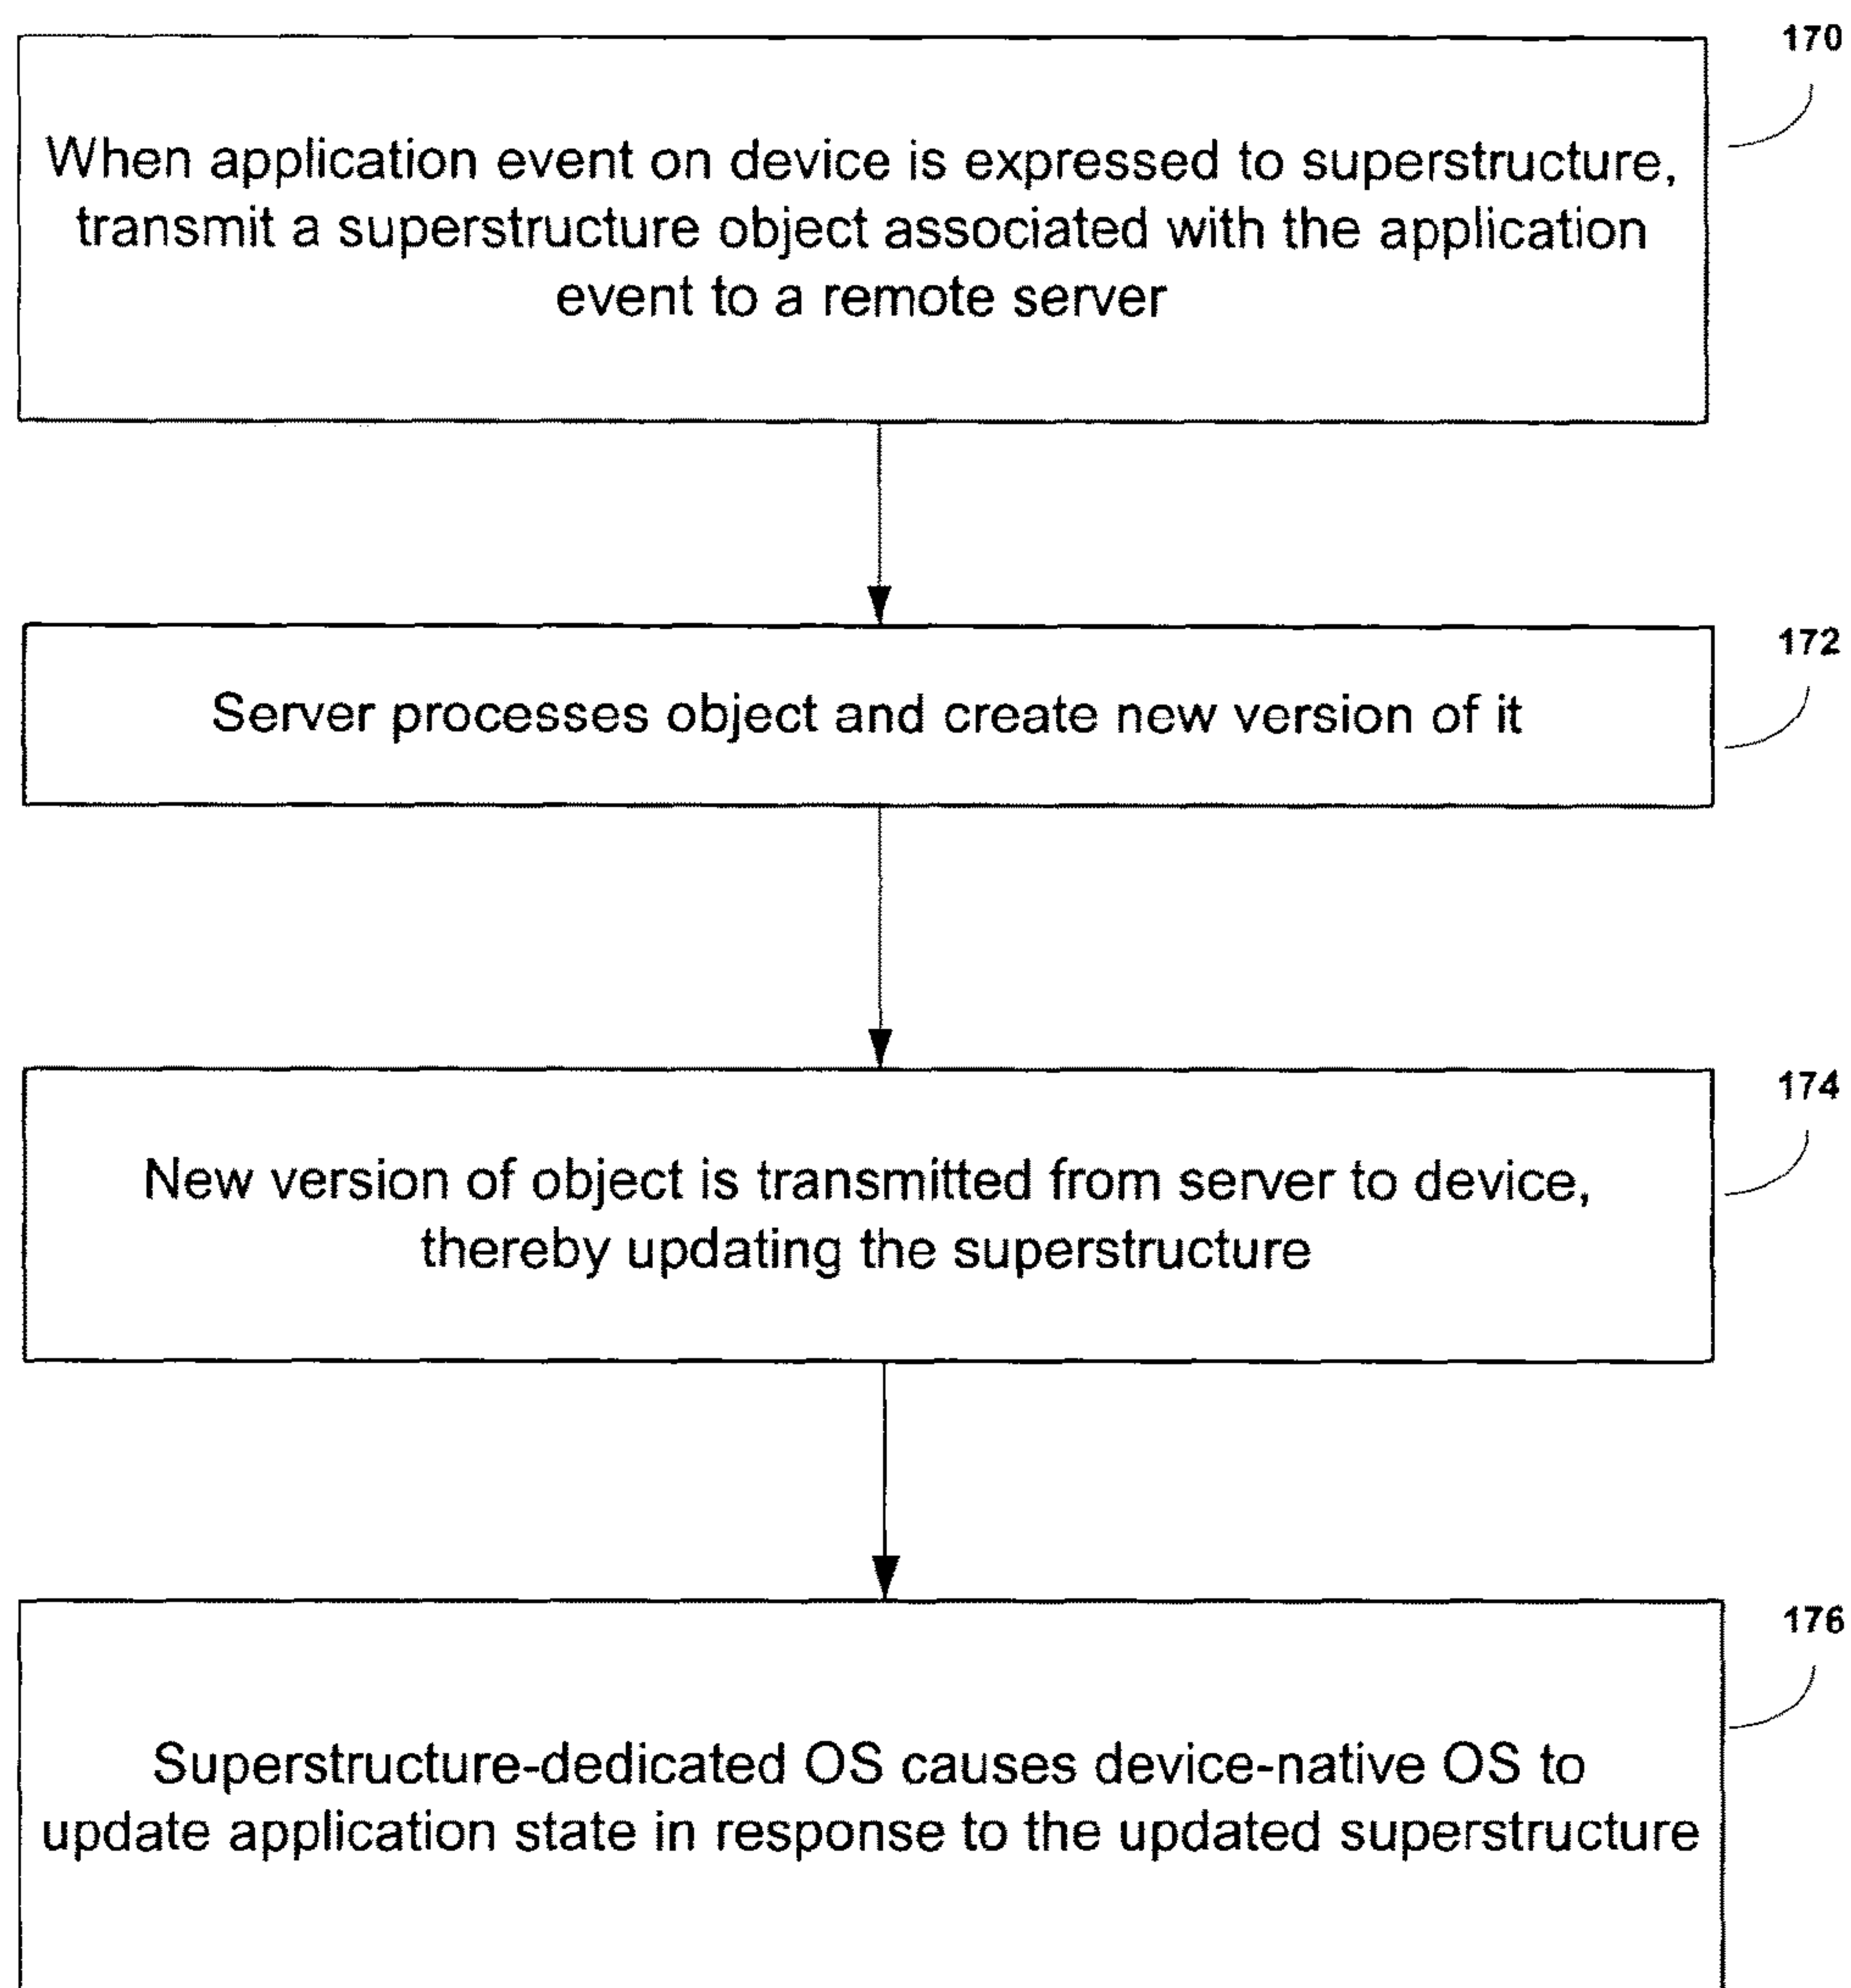 170
When application event on device is expressed to superstructure,
transmit a superstructure object associated with the application
event to a remote server
172
Server processes object and create new version of it
174
New version of object is transmitted from server to device,
thereby updating the superstructure
176
Superstructure-dedicated OS causes device-native OS to
update application state in response to the updated superstructure